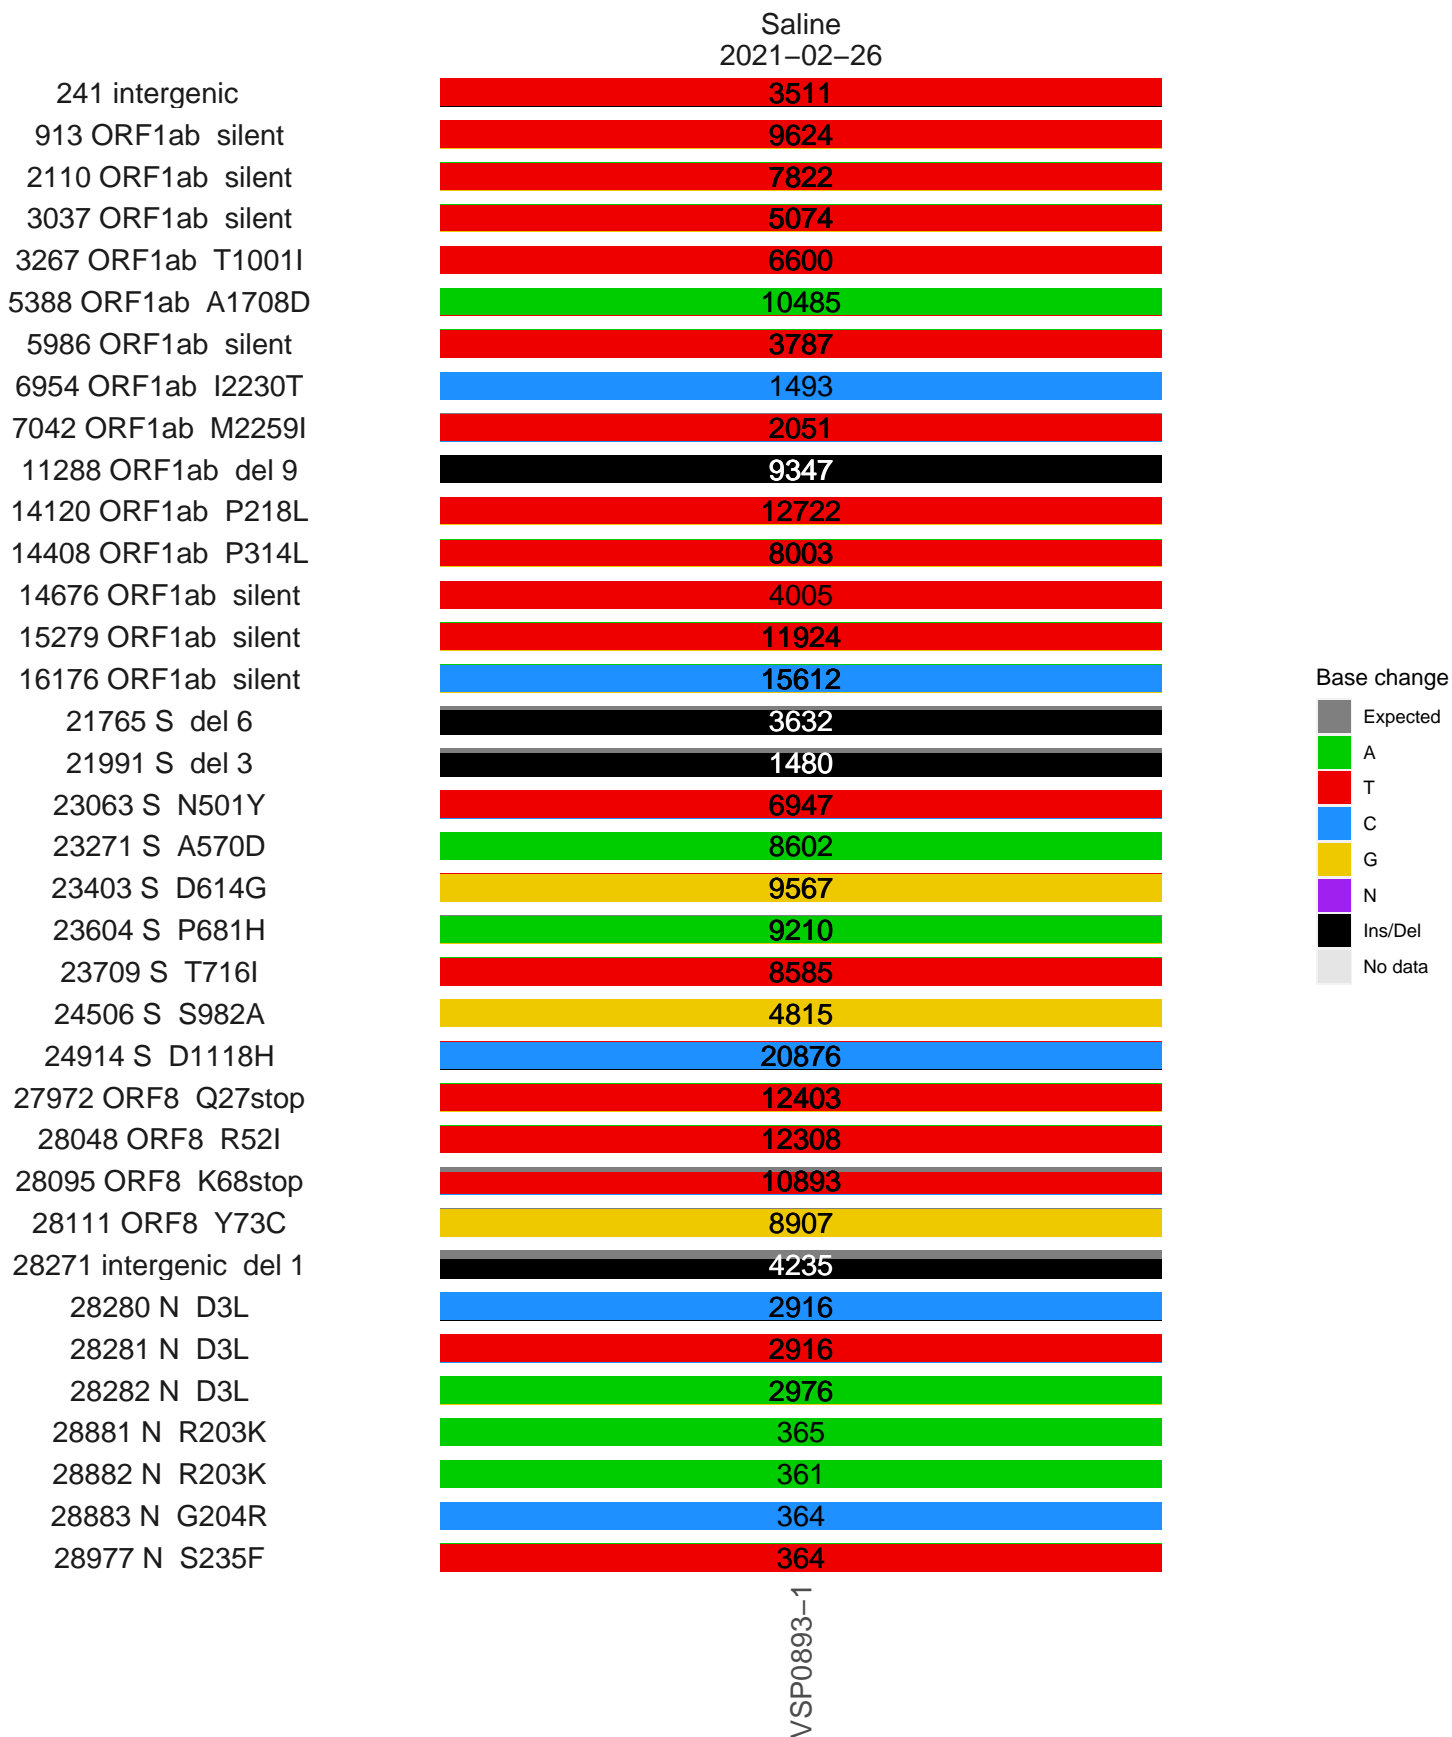 Saline
2021−02−26
241 intergenic 3511
913 ORF1ab silent 9624
2110 ORF1ab silent 7822
3037 ORF1ab silent 5074
3267 ORF1ab T1001I 6600
5388 ORF1ab A1708D 10485
5986 ORF1ab silent 3787
6954 ORF1ab I2230T 1493
7042 ORF1ab M2259I 2051
11288 ORF1ab del 9 9347
14120 ORF1ab P218L 12722
14408 ORF1ab P314L 8003
14676 ORF1ab silent 4005
15279 ORF1ab silent 11924
16176 ORF1ab silent 15612
21765 S del 6 3632
21991 S del 3 1480
23063 S N501Y 6947
23271 S A570D 8602
23403 S D614G 9567
23604 S P681H 9210
23709 S T716I 8585
24506 S S982A 4815
24914 S D1118H 20876
27972 ORF8 Q27stop 12403
28048 ORF8 R52I 12308
28095 ORF8 K68stop 10893
28111 ORF8 Y73C 8907
28271 intergenic del 1 4235
28280 N D3L 2916
28281 N D3L 2916
28282 N D3L 2976
28881 N R203K 365
28882 N R203K 361
28883 N G204R 364
28977 N S235F 364
VSP0893−1
Base change
Expected
A
T
C
G
N
Ins/Del
No data